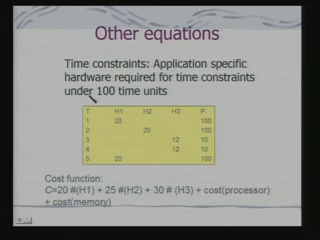 Other equations
Time constraints: Application specific
hardware required for time constraints
under 100 time units
T H1 H2 H3 P
1 20 100
2 20 100
3 12 10
4 12 10
5 20 100
Cost function:
C=20 #(H1) + 25 #(H2) + 30 # (H3) + cost(processor)
+ cost(memory)